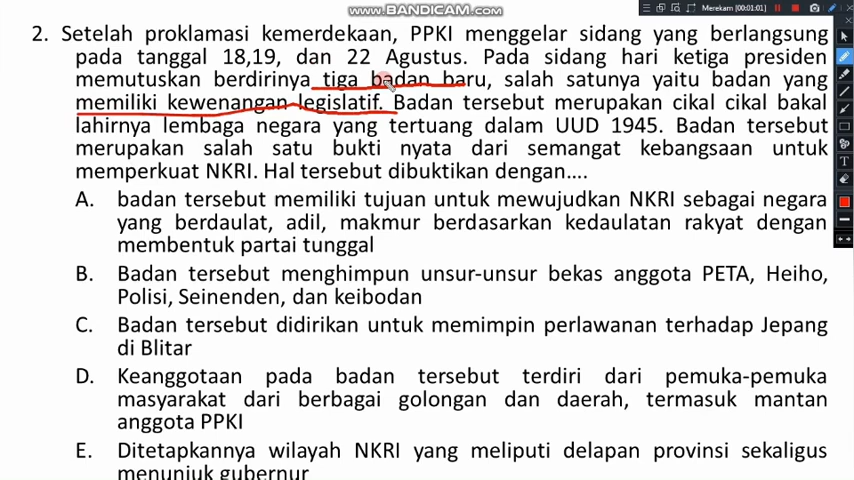 www.BANDICAM.com
Merekam [00:01:01]
2. Setelah proklamasi kemerdekaan, PPKI menggelar sidang yang berlangsung
pada tanggal 18,19, dan 22 Agustus. Pada sidang hari ketiga presiden
memutuskan berdirinya tiga badan baru, salah satunya yaitu badan yang
memiliki kewenangan legislatif. Badan tersebut merupakan cikal cikal bakal
lahirnya lembaga negara yang tertuang dalam UUD 1945. Badan tersebut
merupakan salah satu bukti nyata dari semangat kebangsaan untuk
memperkuat NKRI. Hal tersebut dibuktikan dengan....
A. badan tersebut memiliki tujuan untuk mewujudkan NKRI sebagai negara
yang berdaulat, adil, makmur berdasarkan kedaulatan rakyat dengan
membentuk partai tunggal
B. Badan tersebut menghimpun unsur-unsur bekas anggota PETA, Heiho,
Polisi, Seinenden, dan keibodan
C. Badan tersebut didirikan untuk memimpin perlawanan terhadap Jepang
di Blitar
D. Keanggotaan pada badan tersebut terdiri dari pemuka-pemuka
masyarakat dari berbagai golongan dan daerah, termasuk mantan
anggota PPKI
E. Ditetapkannya wilayah NKRI yang meliputi delapan provinsi sekaligus
menunjuk gubernur